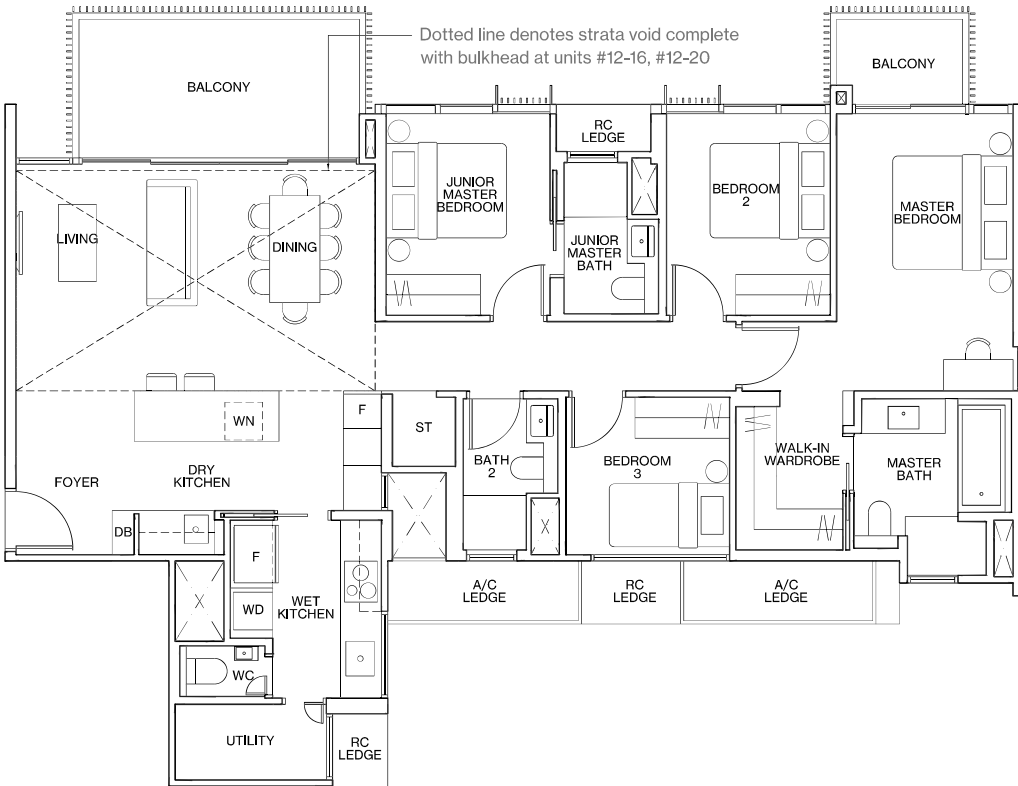 Dotted line denotes strata void complete
with bulkhead at units #12-16, #12-20
BALCONY
BALCONY
RC
LEDGE
JUNIOR
MASTER
BEDROOM
BEDROOM
2
MASTER
BEDROOM
LIVING
DINING
JUNIOR
MASTER
BATH
F
WN
ST
DRY
KITCHEN
FOYER
BATH
2
BEDROOM
3
WALK-IN
WARDROBE
MASTER
BATH
DB
F
WD
WET
KITCHEN
A/C
LEDGE
RC
LEDGE
A/C
LEDGE
WC
UTILITY
RC
LEDGE